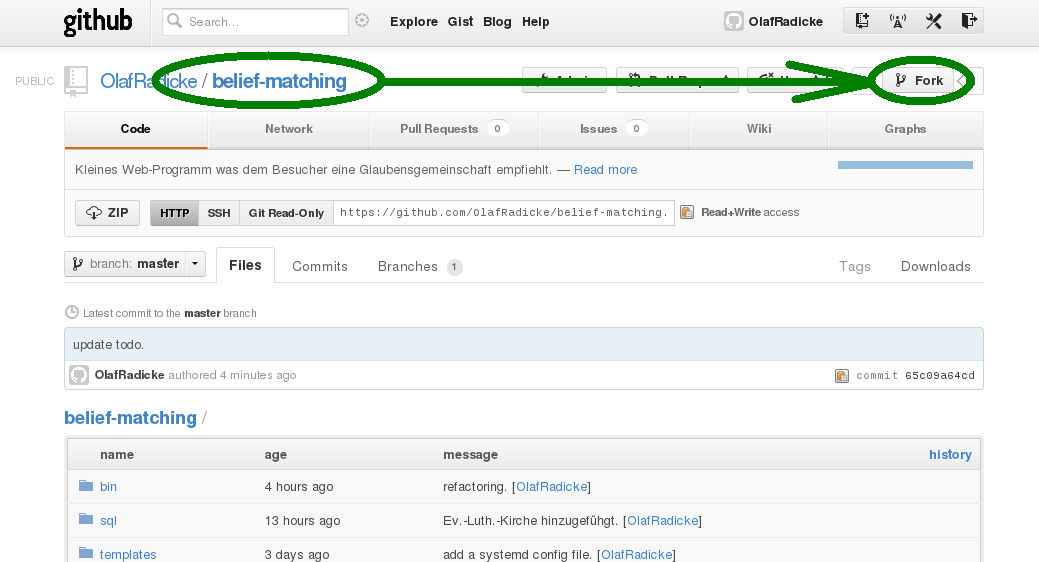 github Search... Explore Gist Blog Help OlafRadicke
PUBLIC OlafRadicke / belief-matching Fork
Code Network Pull Requests 0 Issues 0 Wiki Graphs
Kleines Web-Programm was dem Besucher eine Glaubensgemeinschaft empfiehlt. — Read more
ZIP HTTP SSH Git Read-Only https://github.com/OlafRadicke/belief-matching. Read+Write access
branch: master Files Commits Branches 1 Tags Downloads
Latest commit to the master branch
update todo.
OlafRadicke authored 4 minutes ago commit 65c09a64cd
belief-matching /
name age message history
bin 4 hours ago refactoring. [OlafRadicke]
sql 13 hours ago Ev.-Luth.-Kirche hinzugefühgt. [OlafRadicke]
templates 3 days ago add a systemd config file. [OlafRadicke]